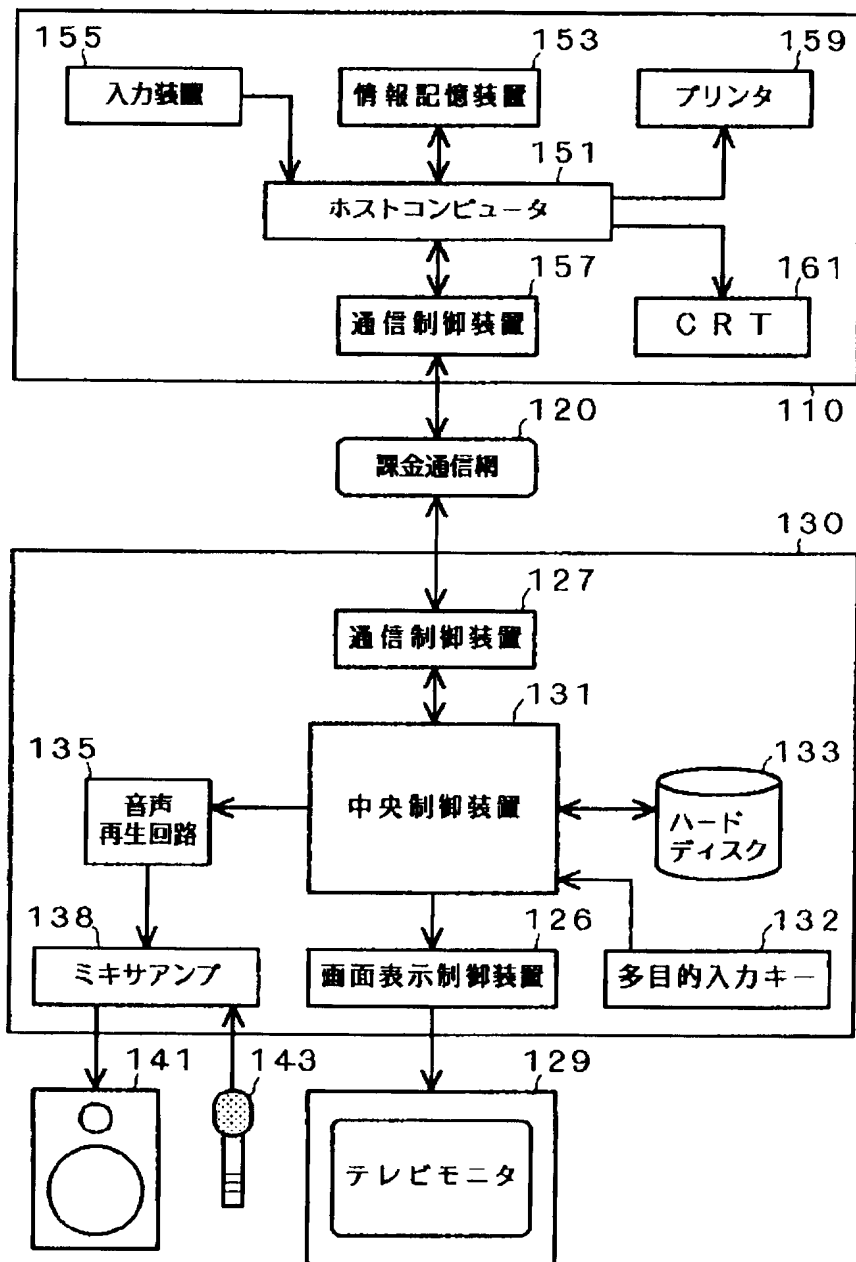 155
153
159
入力装置
情報記憶装置
プリンタ
151
ホストコンピュータ
157
161
通信制御装置
CRT
110
120
課金通信網
130
127
通信制御装置
131
135
133
音声
再生回路
中央制御装置
ハード
ディスク
138
126
132
ミキサアンプ
画面表示制御装置
多目的入力キー
141
143
129
テレビモニタ